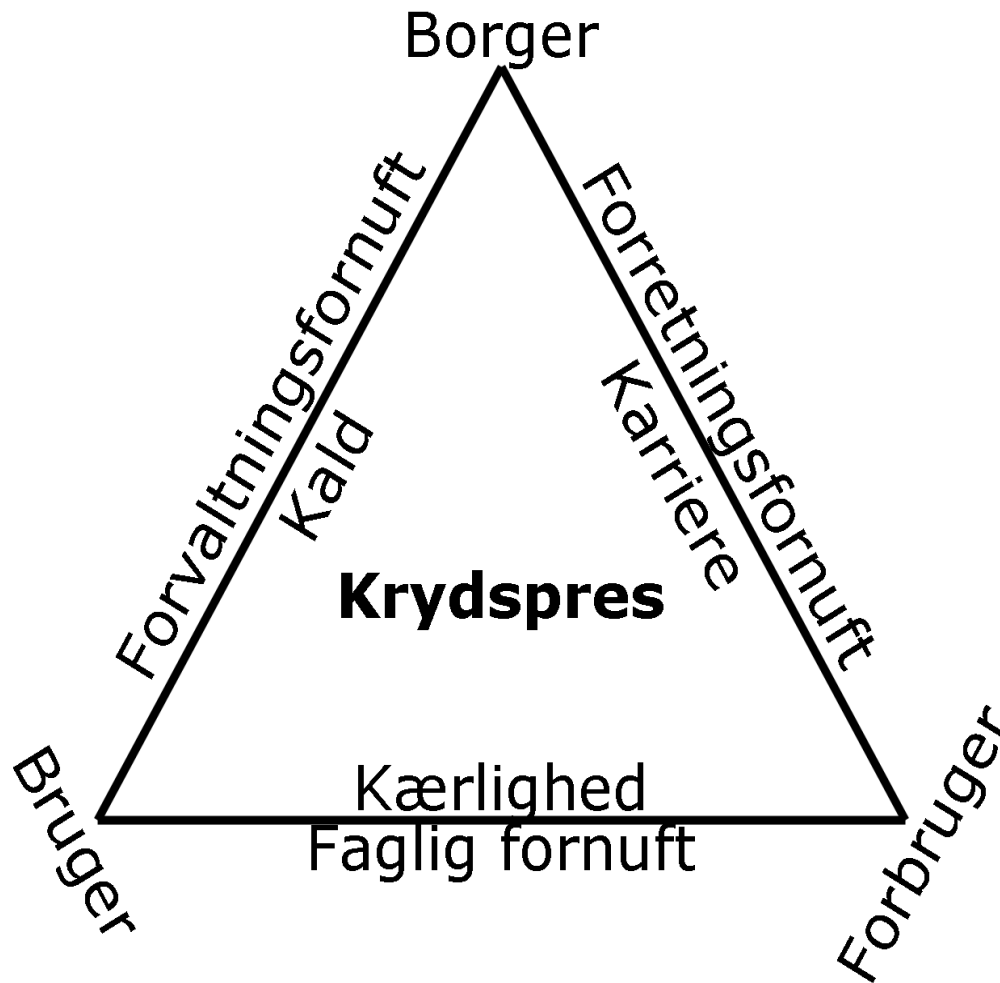 Borger
Forvaltningsfornuft
Forretningsfornuft
Kald
Karriere
Krydspres
Bruger
Kærlighed
Faglig fornuft
Forbruger